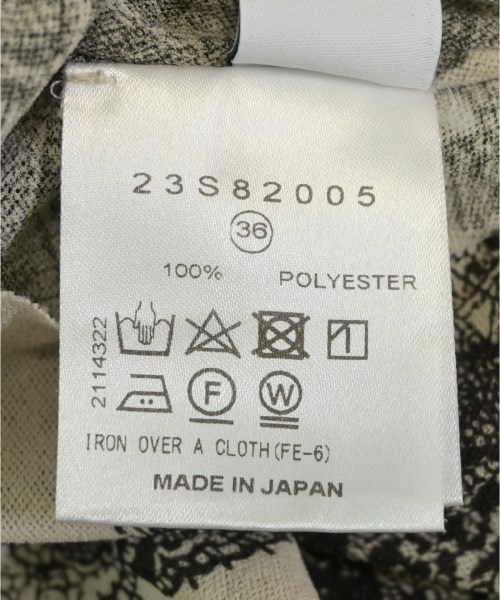 23S82005
36
100% POLYESTER
2114322
F W
IRON OVER A CLOTH(FE-6)
MADE IN JAPAN